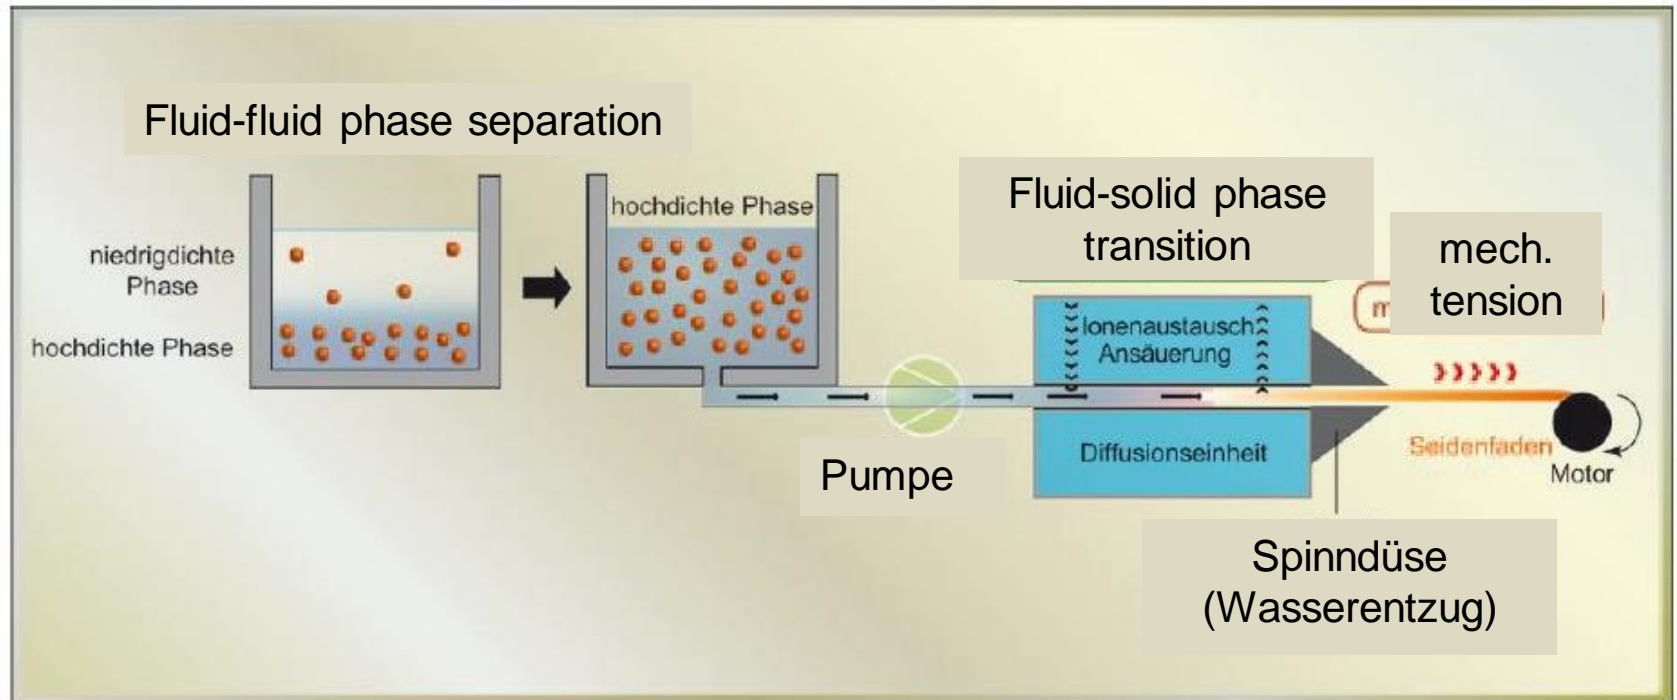 Fluid-fluid phase separation
niedrigdichte
Phase
hochdichte Phase
hochdichte Phase
Fluid-solid phase
transition
mech.
tension
Ionenaustausch
Ansäuerung
Diffusionseinheit
Pumpe
Seidenfaden
Motor
Spinndüse
(Wasserentzug)